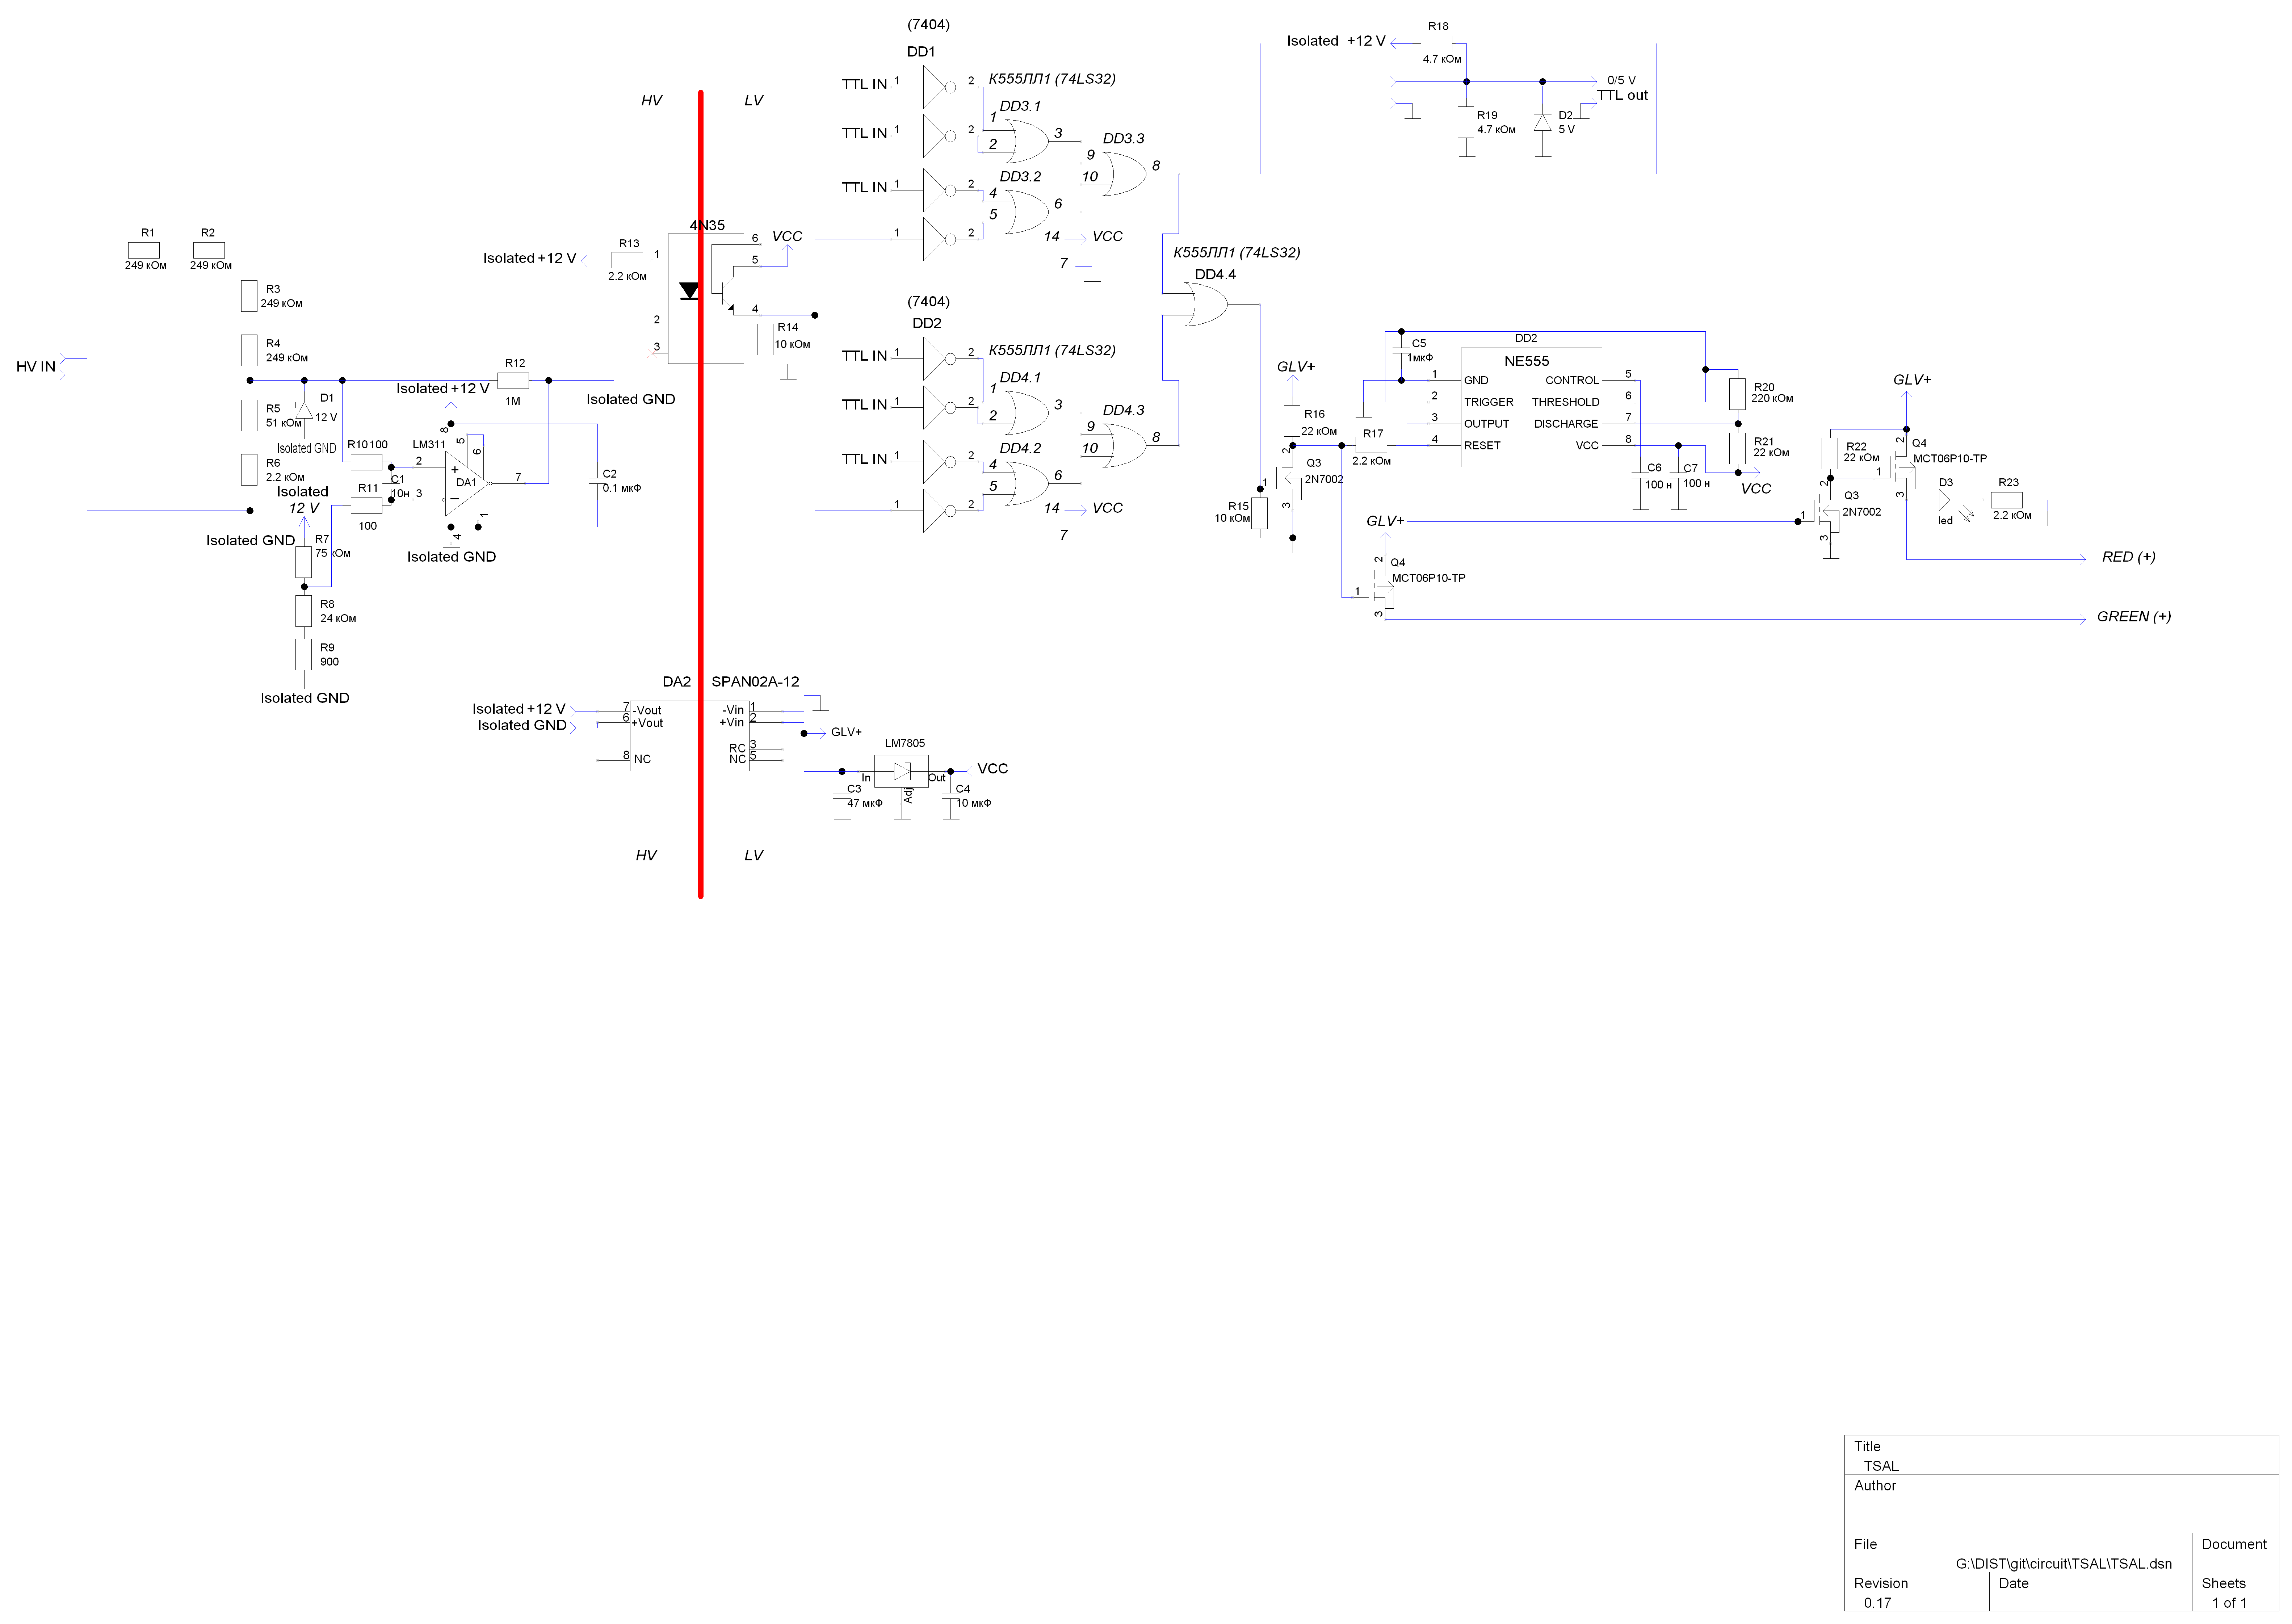 (7404)
DD1
TTL IN 1 2
К555ЛЛ1 (74LS32)
DD3.1
1 3
2
TTL IN 1 2
DD3.3
9 8
10
DD3.2
TTL IN 1 2
4 6
5
1 2
14 VCC
7
HV LV
R18
Isolated +12 V
4.7 кОм
0/5 V
TTL out
R19
4.7 кОм
D2
5 V
R1 R2
249 кОм 249 кОм
R3
249 кОм
R4
249 кОм
HV IN
R5
51 кОм
R6
2.2 кОм
D1
12 V
Isolated GND
Isolated GND
Isolated
12 V
R7
75 кОм
R8
24 кОм
R9
900
Isolated GND
R10 100
R11
100
C1
10н
Isolated +12 V
LM311
DA1
+
−
2
3
8
5
6
7
1
4
Isolated GND
R12
1M
Isolated GND
C2
0.1 мкФ
4N35
Isolated +12 V
R13
2.2 кОм
1
2
3
6
5
4
VCC
R14
10 кОм
(7404)
DD2
К555ЛЛ1 (74LS32)
TTL IN 1 2
DD4.1
1 3
2
TTL IN 1 2
DD4.3
9 8
10
DD4.2
TTL IN 1 2
4 6
5
1 2
14 VCC
7
К555ЛЛ1 (74LS32)
DD4.4
GLV+
R16
22 кОм
Q3
2N7002
1
2
3
R15
10 кОм
R17
2.2 кОм
GLV+
Q4
MCT06P10-TP
1
2
3
DD2
NE555
C5
1мкФ
1 GND CONTROL 5
2 TRIGGER THRESHOLD 6
3 OUTPUT DISCHARGE 7
4 RESET VCC 8
R20
220 кОм
R21
22 кОм
VCC
C6
100 н
C7
100 н
GLV+
R22
22 кОм
Q4
MCT06P10-TP
1
2
3
Q3
2N7002
1
2
3
D3
led
R23
2.2 кОм
RED (+)
GREEN (+)
DA2 SPAN02A-12
Isolated +12 V 7 -Vout -Vin 1
Isolated GND 6 +Vout +Vin 2
RC 3
8 NC NC 5
GLV+
LM7805
In Out
Adj
VCC
C3
47 мкФ
C4
10 мкФ
HV LV
Title
TSAL
Author
File Document
G:\DIST\git\circuit\TSAL\TSAL.dsn
Revision Date Sheets
0.17 1 of 1